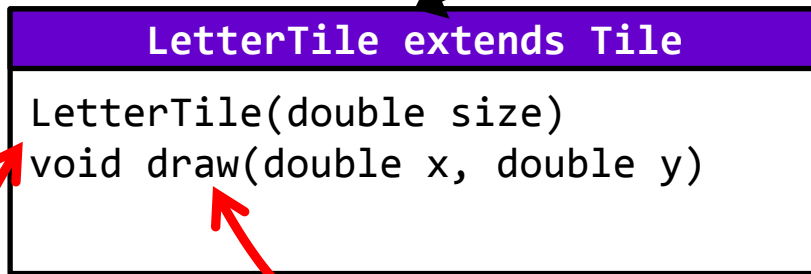 LetterTile extends Tile
LetterTile(double size)
void draw(double x, double y)